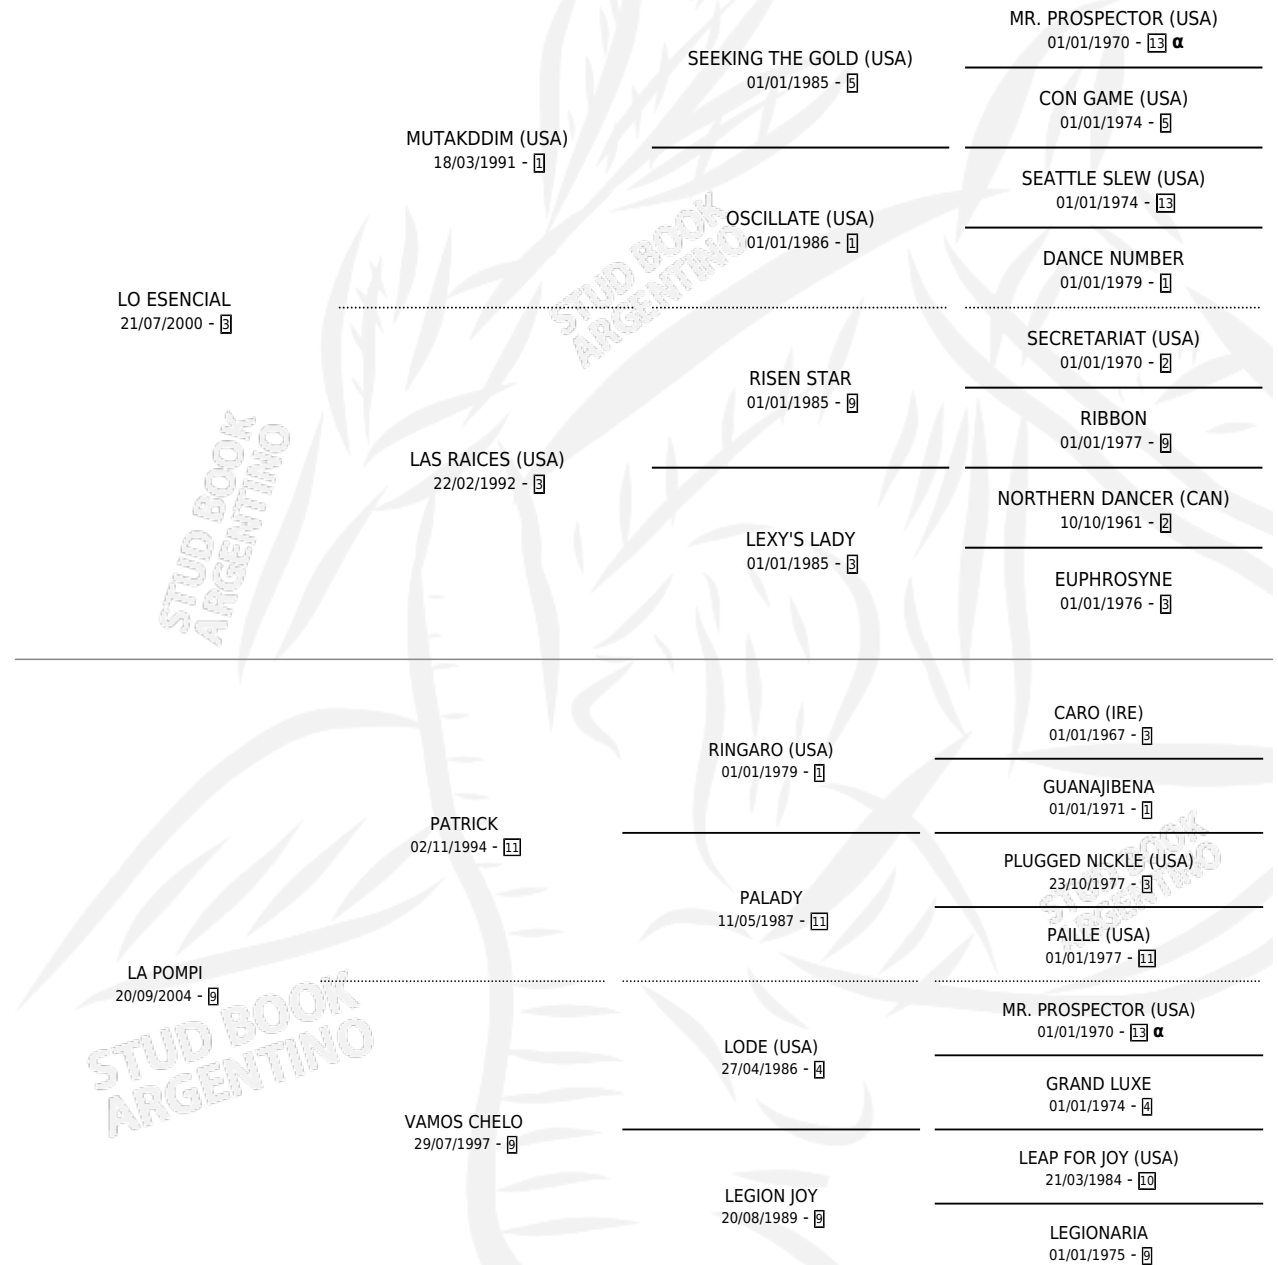 MR. PROSPECTOR (USA)
01/01/1970 - 13 α
SEEKING THE GOLD (USA)
01/01/1985 - 5
CON GAME (USA)
01/01/1974 - 5
MUTAKDDIM (USA)
18/03/1991 - 1
SEATTLE SLEW (USA)
01/01/1974 - 13
OSCILLATE (USA)
01/01/1986 - 1
DANCE NUMBER
01/01/1979 - 1
LO ESENCIAL
21/07/2000 - 3
SECRETARIAT (USA)
01/01/1970 - 2
RISEN STAR
01/01/1985 - 9
RIBBON
01/01/1977 - 9
LAS RAICES (USA)
22/02/1992 - 3
NORTHERN DANCER (CAN)
10/10/1961 - 2
LEXY'S LADY
01/01/1985 - 3
EUPHROSYNE
01/01/1976 - 3
CARO (IRE)
01/01/1967 - 3
RINGARO (USA)
01/01/1979 - 1
GUANAJIBENA
01/01/1971 - 1
PATRICK
02/11/1994 - 11
PLUGGED NICKLE (USA)
23/10/1977 - 3
PALADY
11/05/1987 - 11
PAILLE (USA)
01/01/1977 - 11
LA POMPI
20/09/2004 - 9
MR. PROSPECTOR (USA)
01/01/1970 - 13 α
LODE (USA)
27/04/1986 - 4
GRAND LUXE
01/01/1974 - 4
VAMOS CHELO
29/07/1997 - 9
LEAP FOR JOY (USA)
21/03/1984 - 10
LEGION JOY
20/08/1989 - 9
LEGIONARIA
01/01/1975 - 9
STUD BOOK
ARGENTINO
STUD BOOK
ARGENTINO
STUD BOOK
ARGENTINO
STUD BOOK
ARGENTINO